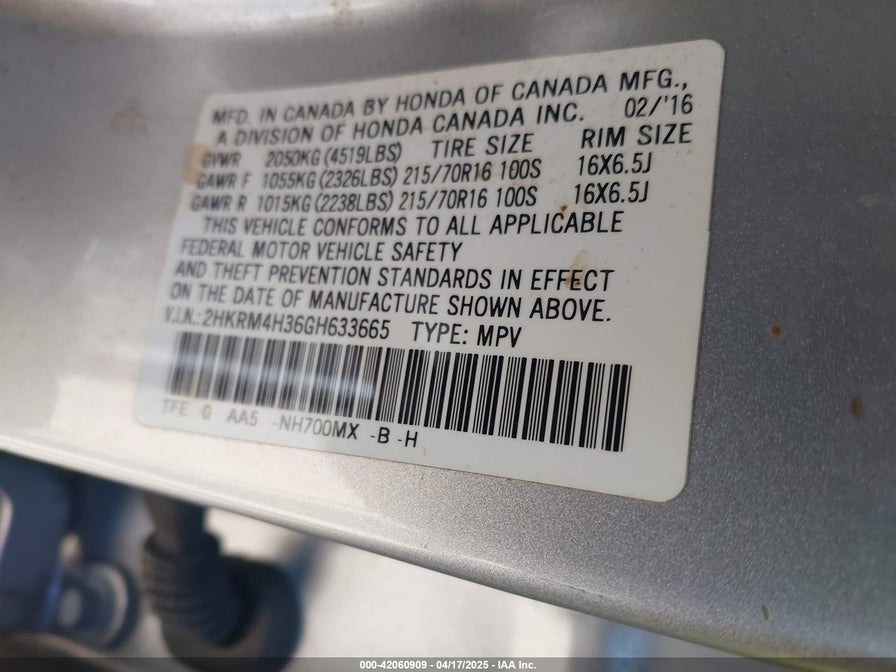 MFD. IN CANADA BY HONDA OF CANADA MFG.,
A DIVISION OF HONDA CANADA INC. 02/'16
GVWR 2050KG (4519LBS) TIRE SIZE RIM SIZE
GAWR F 1055KG (2326LBS) 215/70R16 100S 16X6.5J
GAWR R 1015KG (2238LBS) 215/70R16 100S 16X6.5J
THIS VEHICLE CONFORMS TO ALL APPLICABLE
FEDERAL MOTOR VEHICLE SAFETY
AND THEFT PREVENTION STANDARDS IN EFFECT
ON THE DATE OF MANUFACTURE SHOWN ABOVE.
V.I.N.: 2HKRM4H36GH633665 TYPE: MPV
TFE G AA5 -NH700MX -B -H
000-42060909 - 04/17/2025 - IAA Inc.